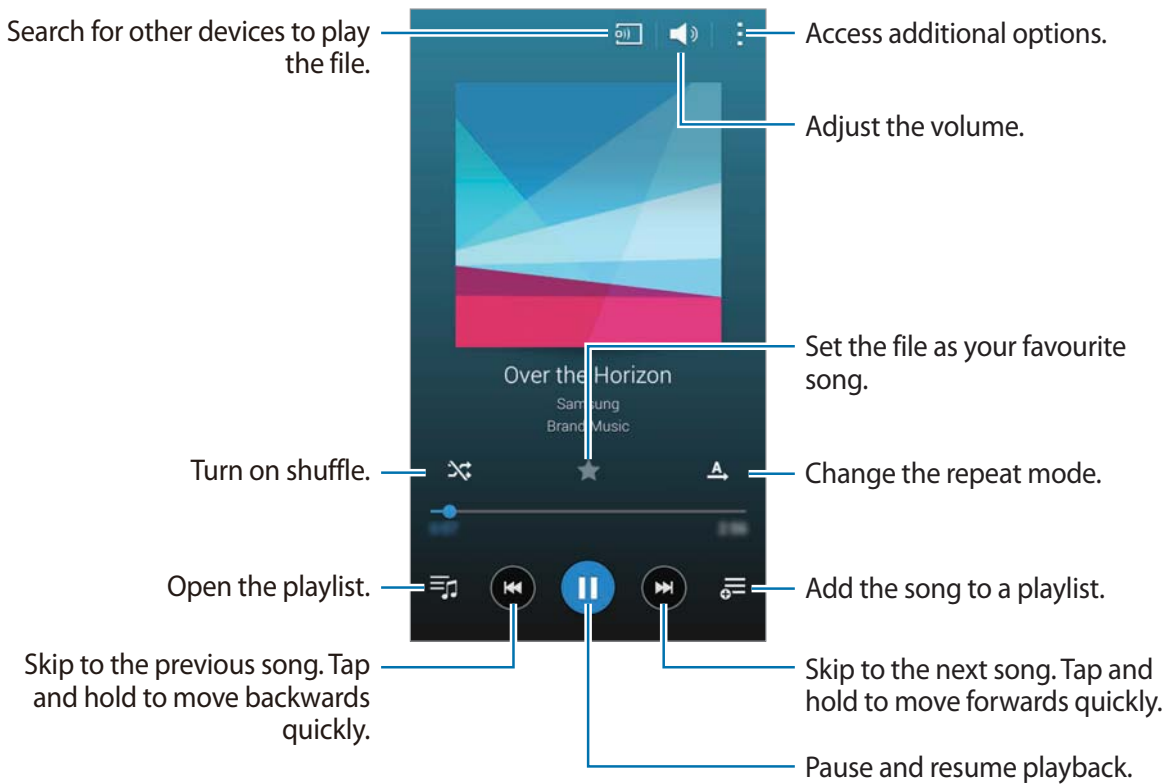 Search for other devices to play
the file.
Access additional options.
Adjust the volume.
Set the file as your favourite
song.
Over the Horizon
Samsung
Brand Music
Turn on shuffle.
A
Change the repeat mode.
Open the playlist.
Add the song to a playlist.
Skip to the previous song. Tap
and hold to move backwards
quickly.
Skip to the next song. Tap and
hold to move forwards quickly.
Pause and resume playback.